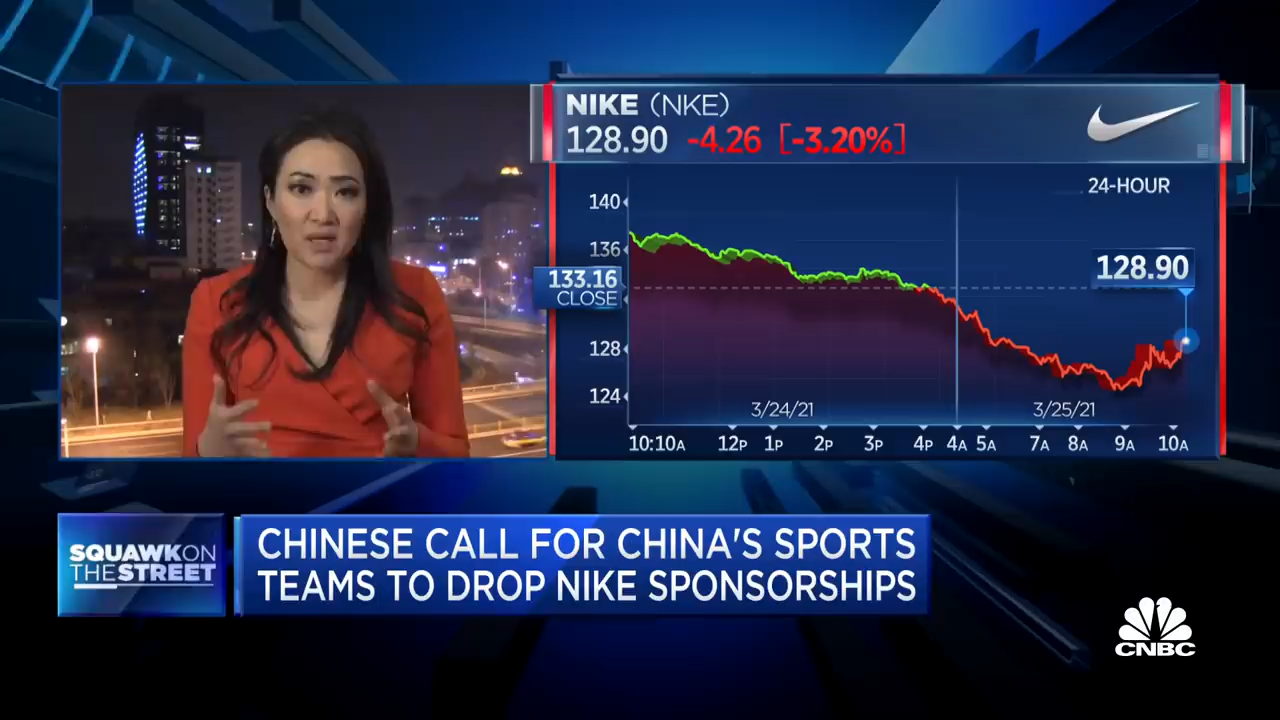 NIKE (NKE)
128.90 -4.26 [-3.20%]
24-HOUR
140
136
133.16
CLOSE
128
124
128.90
3/24/21
3/25/21
10:10A 12P 1P 2P 3P 4P 4A 5A 7A 8A 9A 10A
SQUAWK ON
THE STREET
CHINESE CALL FOR CHINA'S SPORTS
TEAMS TO DROP NIKE SPONSORSHIPS
CNBC